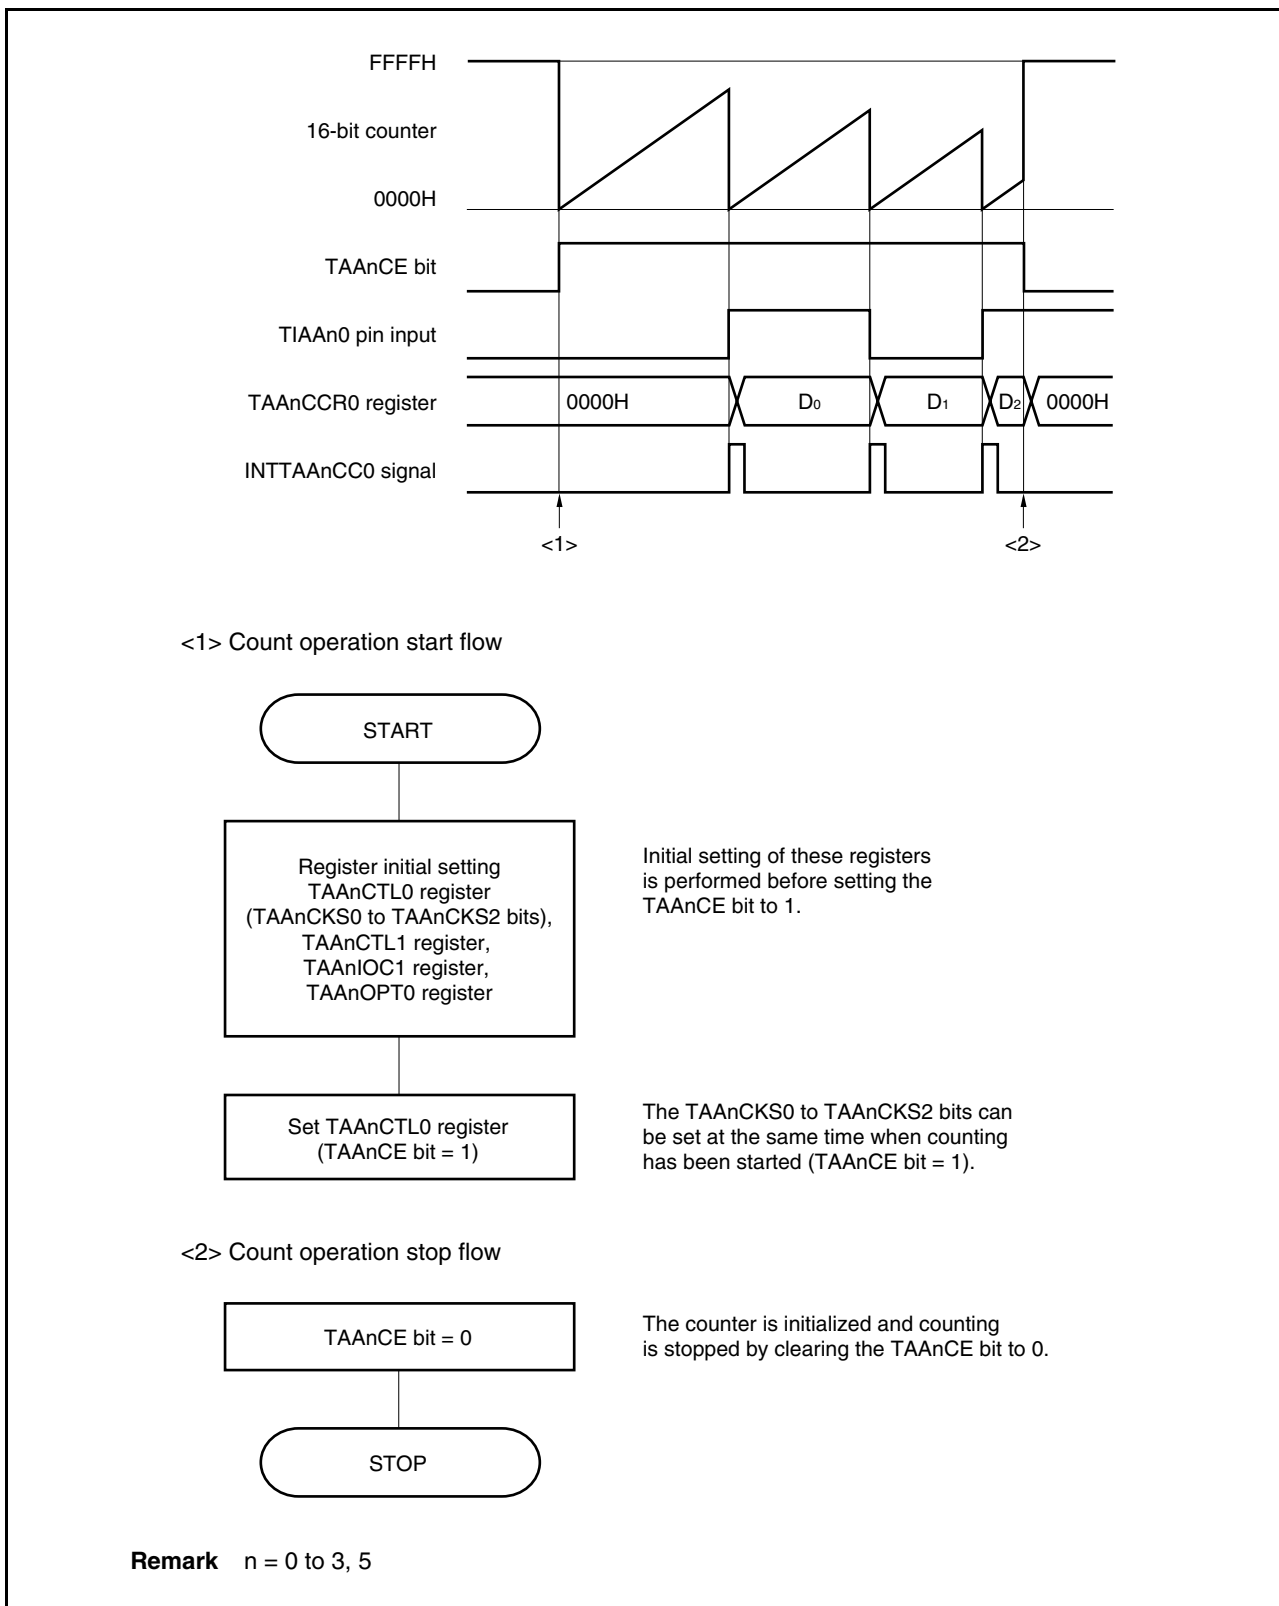 FFFFH
16-bit counter
0000H
TAAnCE bit
TIAAn0 pin input
TAAnCCR0 register 0000H D0 D1 D2 0000H
INTTAAnCC0 signal
<1> <2>
<1> Count operation start flow
START
Register initial setting
TAAnCTL0 register
(TAAnCKS0 to TAAnCKS2 bits),
TAAnCTL1 register,
TAAnIOC1 register,
TAAnOPT0 register
Initial setting of these registers
is performed before setting the
TAAnCE bit to 1.
Set TAAnCTL0 register
(TAAnCE bit = 1)
The TAAnCKS0 to TAAnCKS2 bits can
be set at the same time when counting
has been started (TAAnCE bit = 1).
<2> Count operation stop flow
TAAnCE bit = 0
The counter is initialized and counting
is stopped by clearing the TAAnCE bit to 0.
STOP
Remark n = 0 to 3, 5